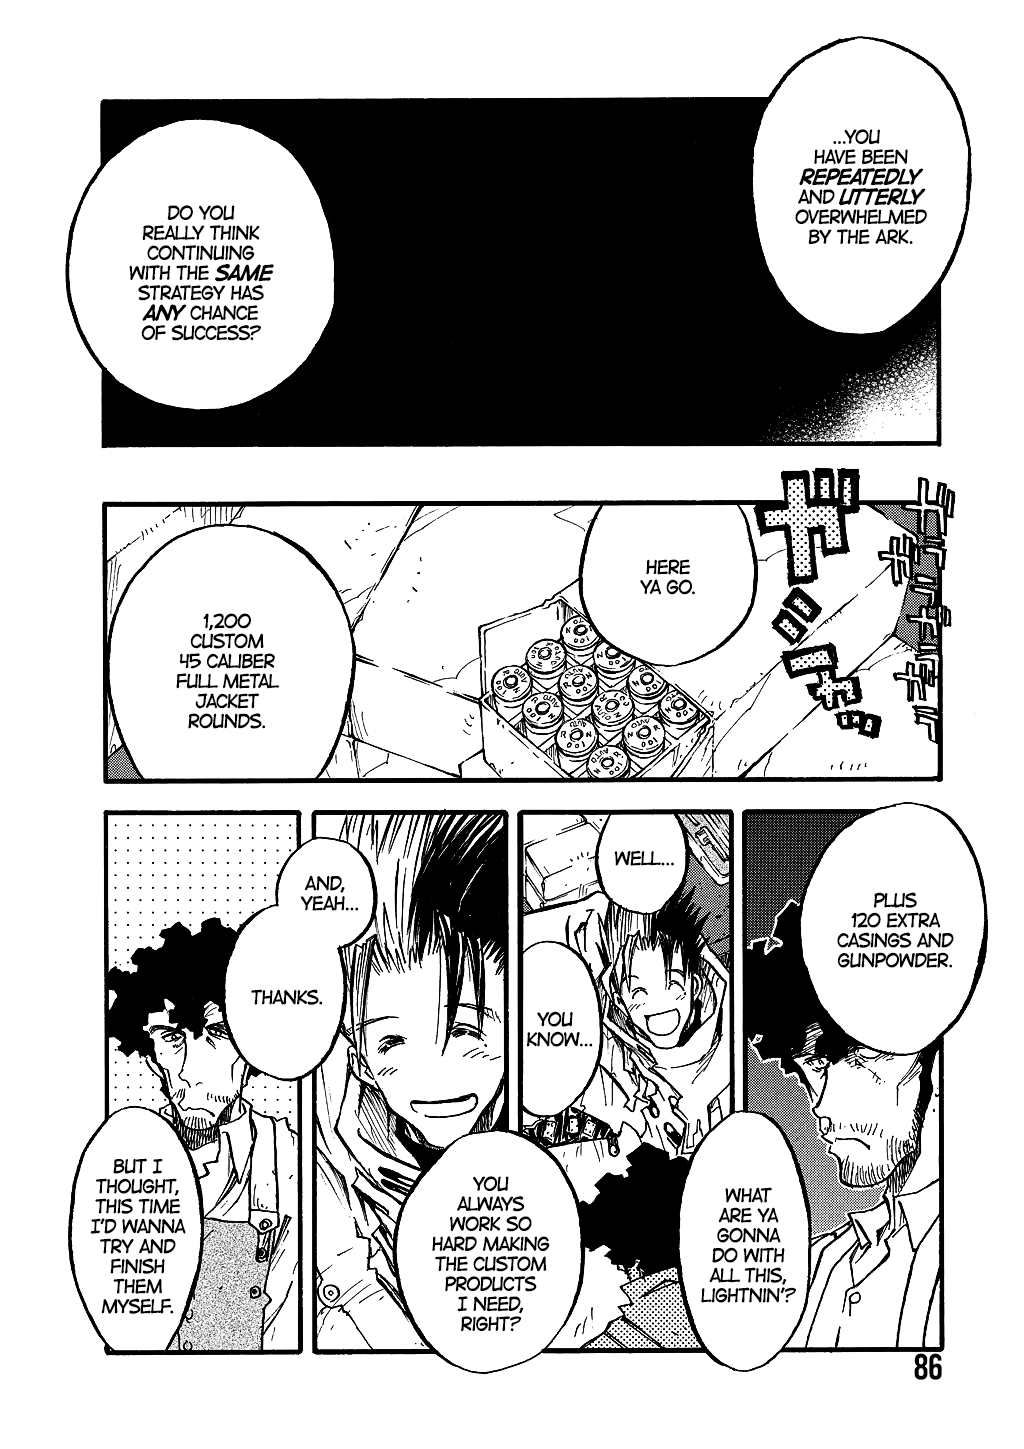 ...YOU
HAVE BEEN
REPEATEDLY
AND UTTERLY
OVERWHELMED
BY THE ARK.
DO YOU
REALLY THINK
CONTINUING
WITH THE SAME
STRATEGY HAS
ANY CHANCE
OF SUCCESS?
HERE
YA GO.
1,200
CUSTOM
45 CALIBER
FULL METAL
JACKET
ROUNDS.
PLUS
120 EXTRA
CASINGS AND
GUNPOWDER.
WHAT
ARE YA
GONNA
DO WITH
ALL THIS,
LIGHTNIN'?
WELL...
YOU
KNOW...
YOU
ALWAYS
WORK SO
HARD MAKING
THE CUSTOM
PRODUCTS
I NEED,
RIGHT?
AND,
YEAH...
THANKS.
BUT I
THOUGHT,
THIS TIME
I'D WANNA
TRY AND
FINISH
THEM
MYSELF.
86